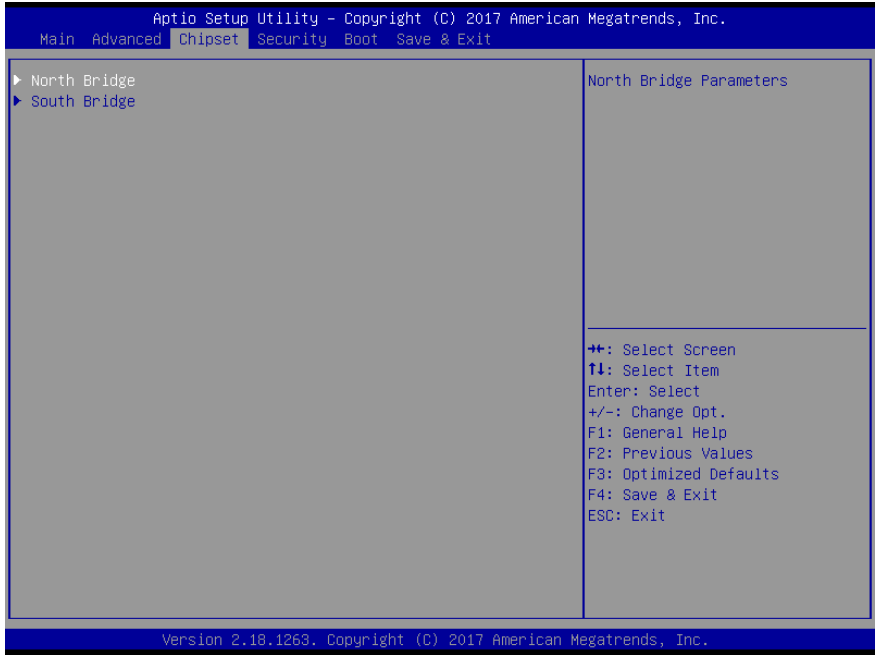 Aptio Setup Utility – Copyright (C) 2017 American Megatrends, Inc.
Main Advanced Chipset Security Boot Save & Exit
▶ North Bridge
▶ South Bridge
North Bridge Parameters
→←: Select Screen
↑↓: Select Item
Enter: Select
+/-: Change Opt.
F1: General Help
F2: Previous Values
F3: Optimized Defaults
F4: Save & Exit
ESC: Exit
Version 2.18.1263. Copyright (C) 2017 American Megatrends, Inc.